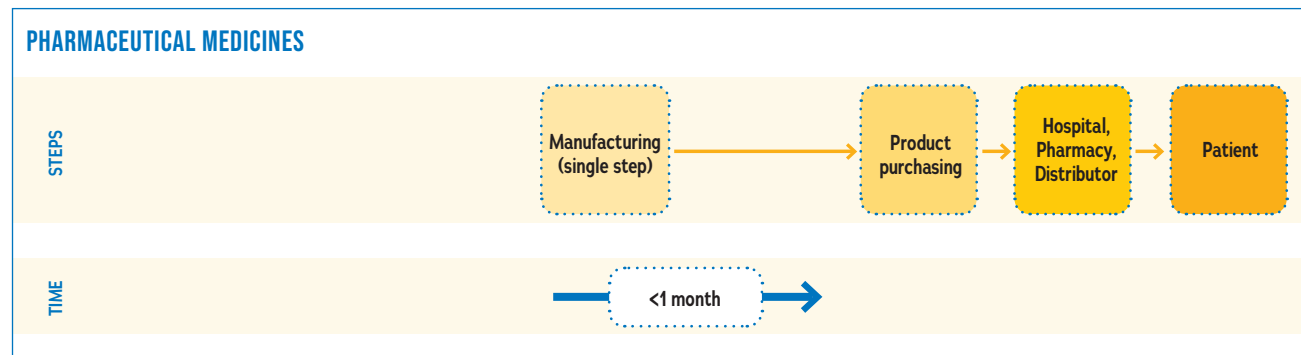 PHARMACEUTICAL MEDICINES
STEPS
Manufacturing
(single step)
Product
purchasing
Hospital,
Pharmacy,
Distributor
Patient
TIME
<1 month